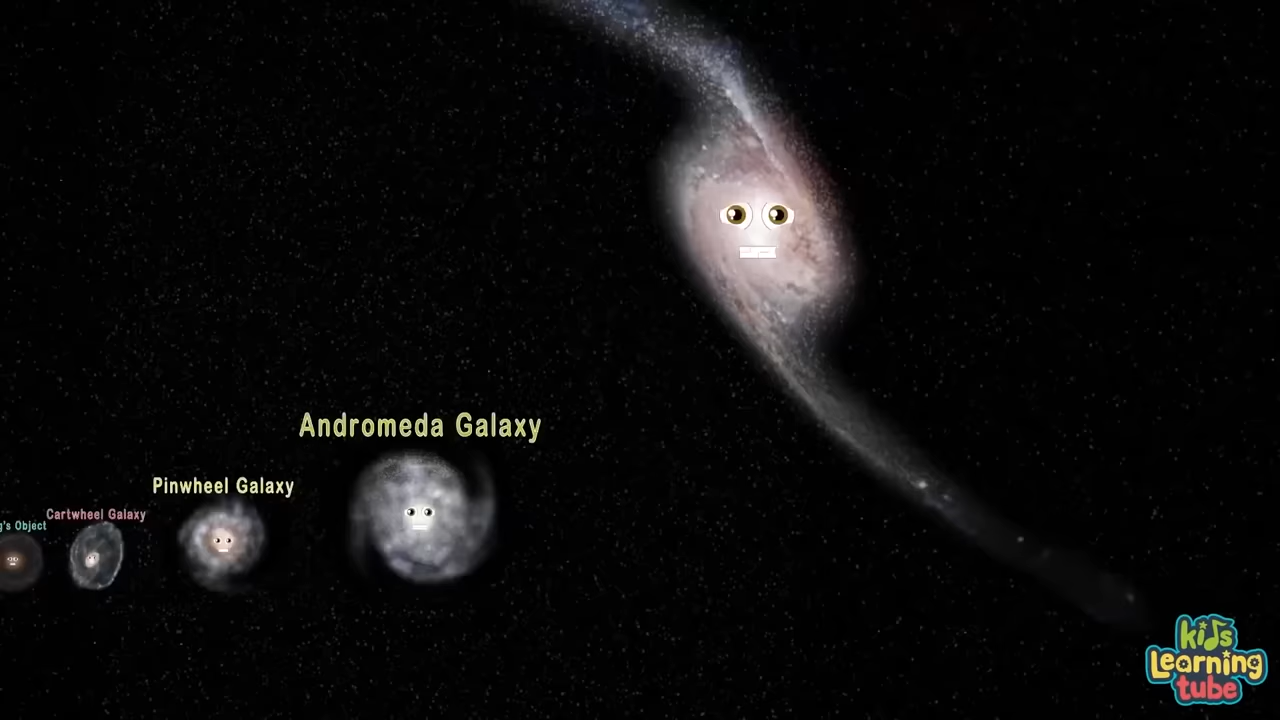 Andromeda Galaxy
Pinwheel Galaxy
Cartwheel Galaxy
Object
kids
Learning
tube